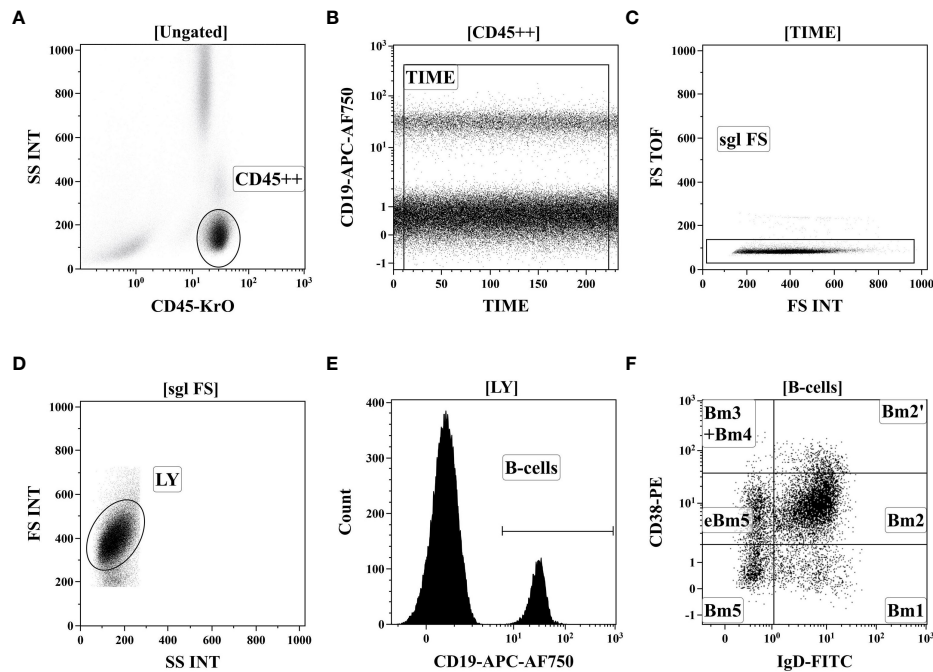 A
[Ungated]
1000
800
600
400
200
0
SS INT
CD45++
10⁰
10¹
10²
10³
CD45-KrO
B
[CD45++]
10³
10²
10¹
1
0
-1
CD19-APC-AF750
TIME
0
50
100
150
200
TIME
C
[TIME]
1000
800
600
400
200
0
FS TOF
sgl FS
200
400
600
800
1000
FS INT
D
[sgl FS]
1000
800
600
400
200
0
FS INT
LY
0
200
400
600
800
1000
SS INT
E
[LY]
400
300
200
100
0
Count
B-cells
0
10¹
10²
10³
CD19-APC-AF750
F
[B-cells]
10³
10²
10¹
1
0
-1
CD38-PE
Bm3
+Bm4
Bm2'
eBm5
Bm2
Bm5
Bm1
-1
0
10⁰
10¹
10²
10³
IgD-FITC